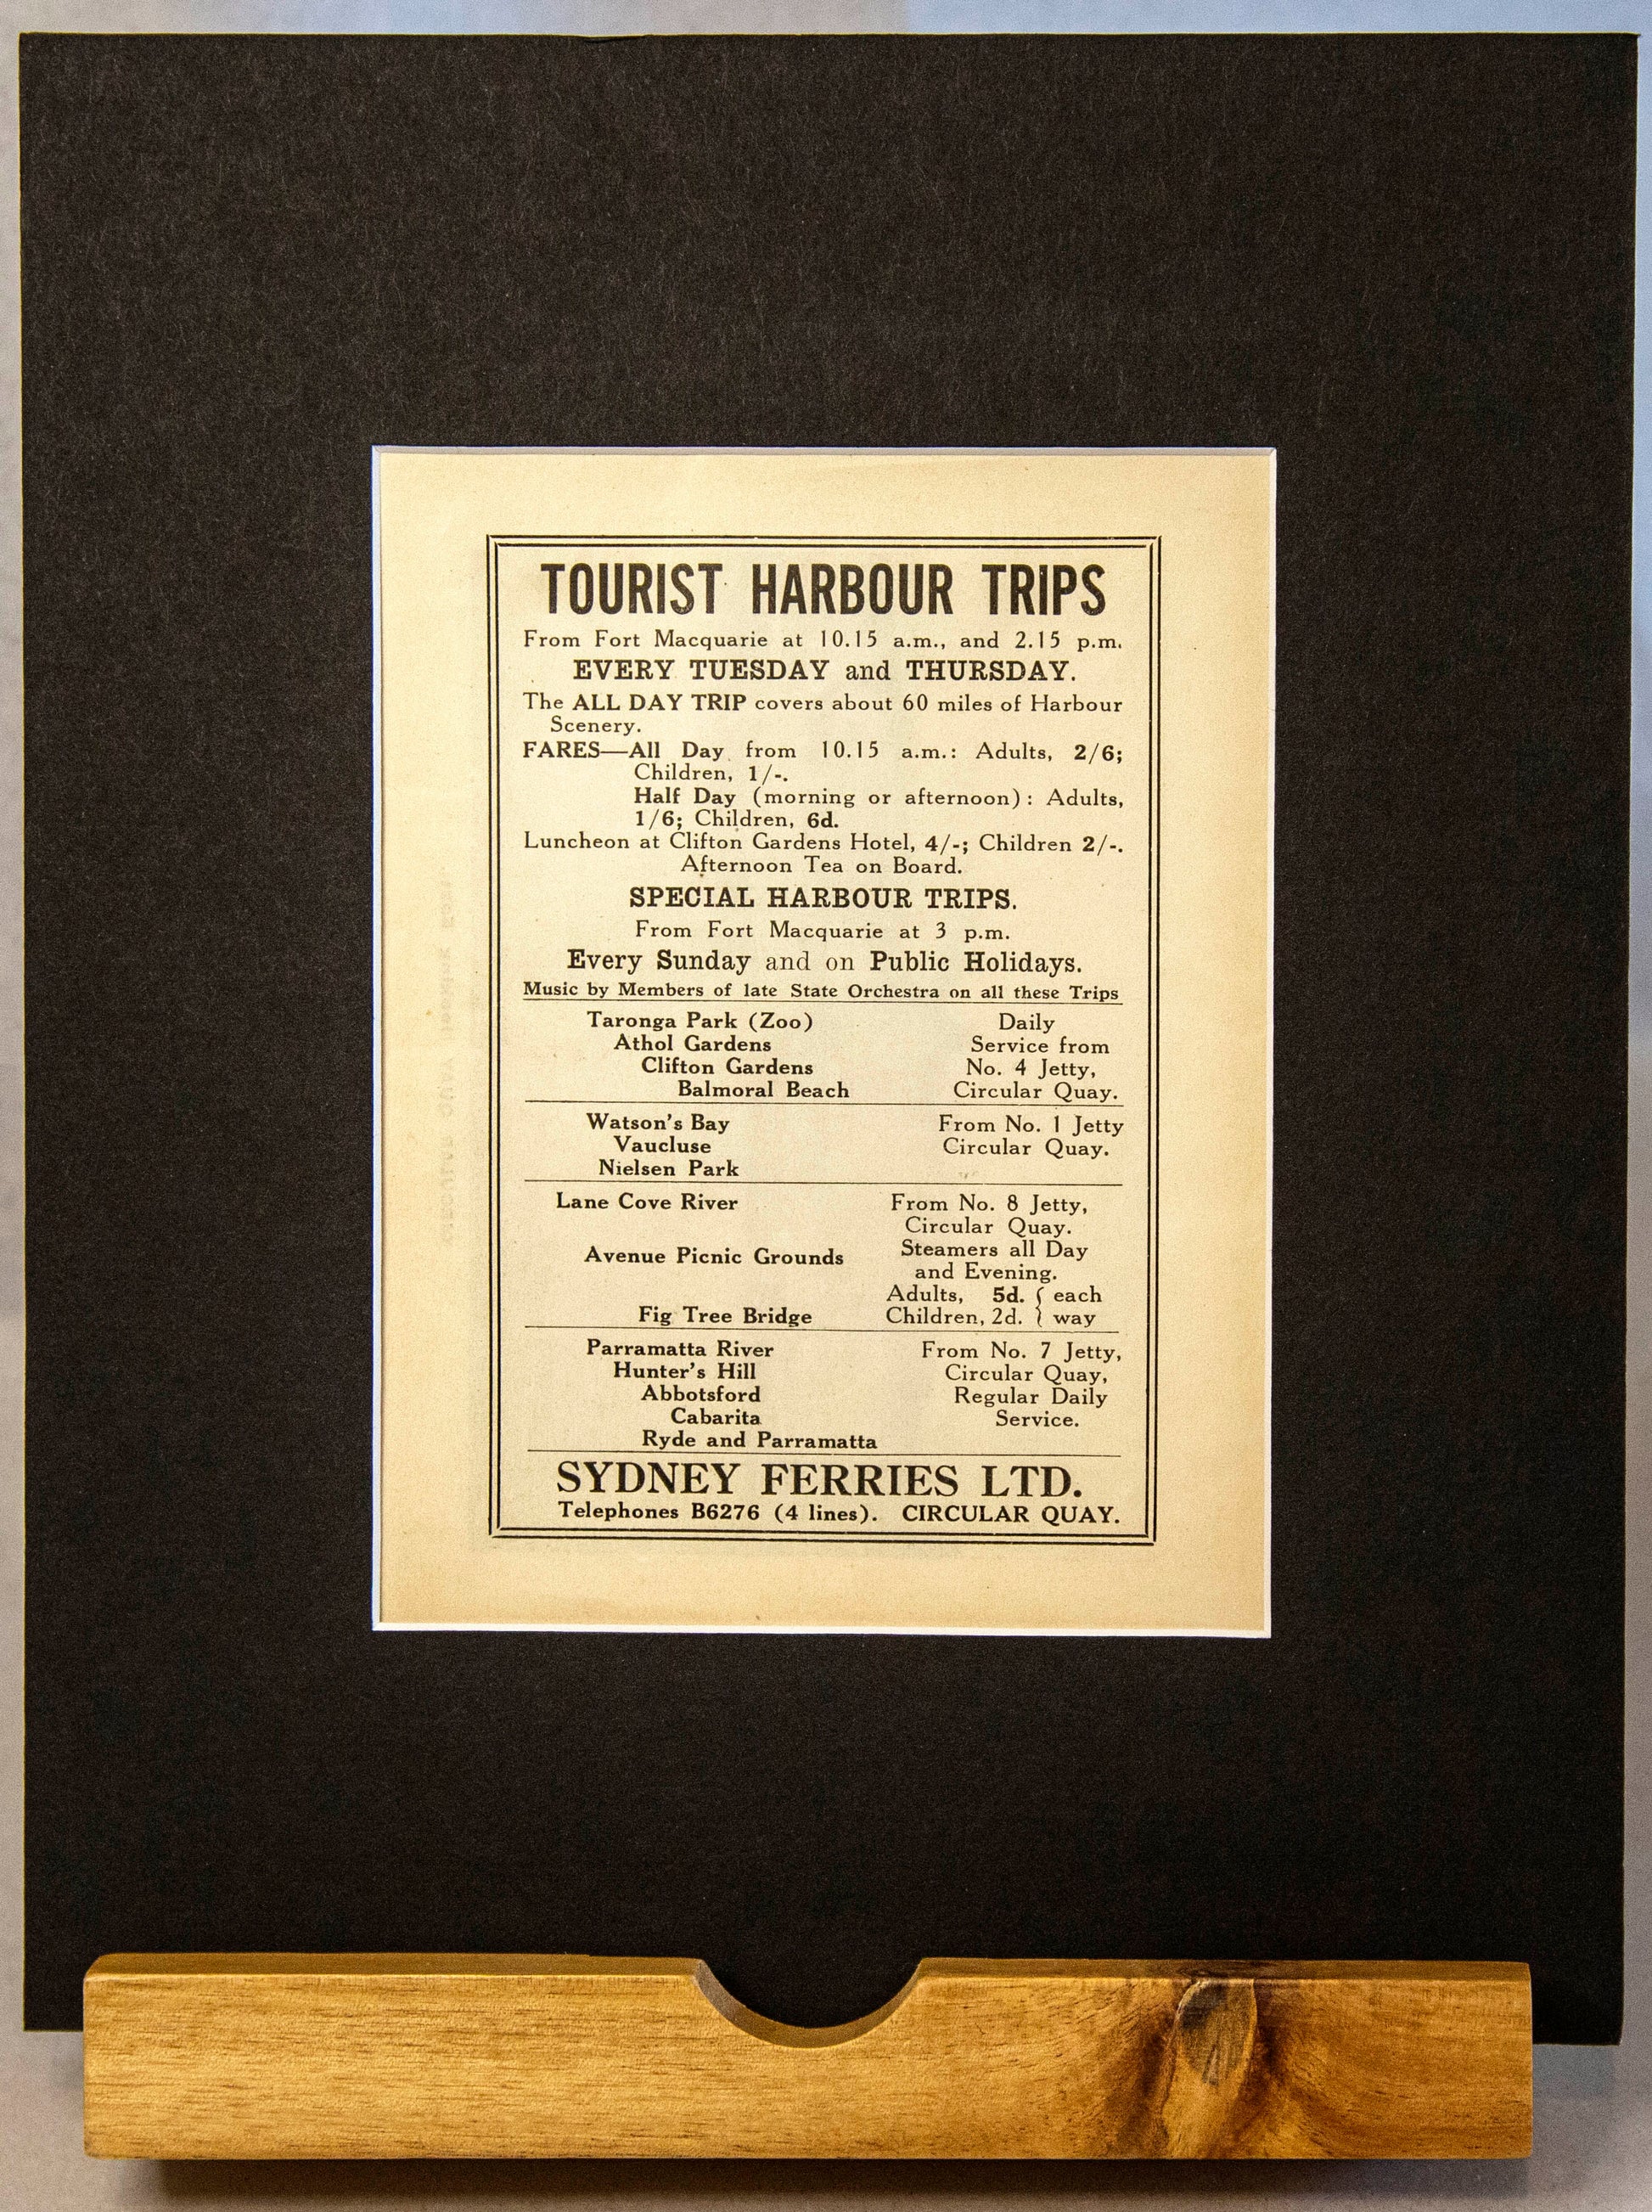 TOURIST HARBOUR TRIPS
From Fort Macquarie at 10.15 a.m., and 2.15 p.m.
EVERY TUESDAY and THURSDAY.
The ALL DAY TRIP covers about 60 miles of Harbour
Scenery.
FARES—All Day from 10.15 a.m.: Adults, 2/6;
Children, 1/-.
Half Day (morning or afternoon): Adults,
1/6; Children, 6d.
Luncheon at Clifton Gardens Hotel, 4/-; Children 2/-.
Afternoon Tea on Board.
SPECIAL HARBOUR TRIPS.
From Fort Macquarie at 3 p.m.
Every Sunday and on Public Holidays.
Music by Members of late State Orchestra on all these Trips
Taronga Park (Zoo) Daily
Athol Gardens Service from
Clifton Gardens No. 4 Jetty,
Balmoral Beach Circular Quay.
Watson's Bay From No. 1 Jetty
Vaucluse Circular Quay.
Nielsen Park
Lane Cove River From No. 8 Jetty,
Circular Quay.
Avenue Picnic Grounds Steamers all Day
and Evening.
Adults, 5d. { each
Fig Tree Bridge Children, 2d. } way
Parramatta River From No. 7 Jetty,
Hunter's Hill Circular Quay,
Abbotsford Regular Daily
Cabarita Service.
Ryde and Parramatta
SYDNEY FERRIES LTD.
Telephones B6276 (4 lines). CIRCULAR QUAY.